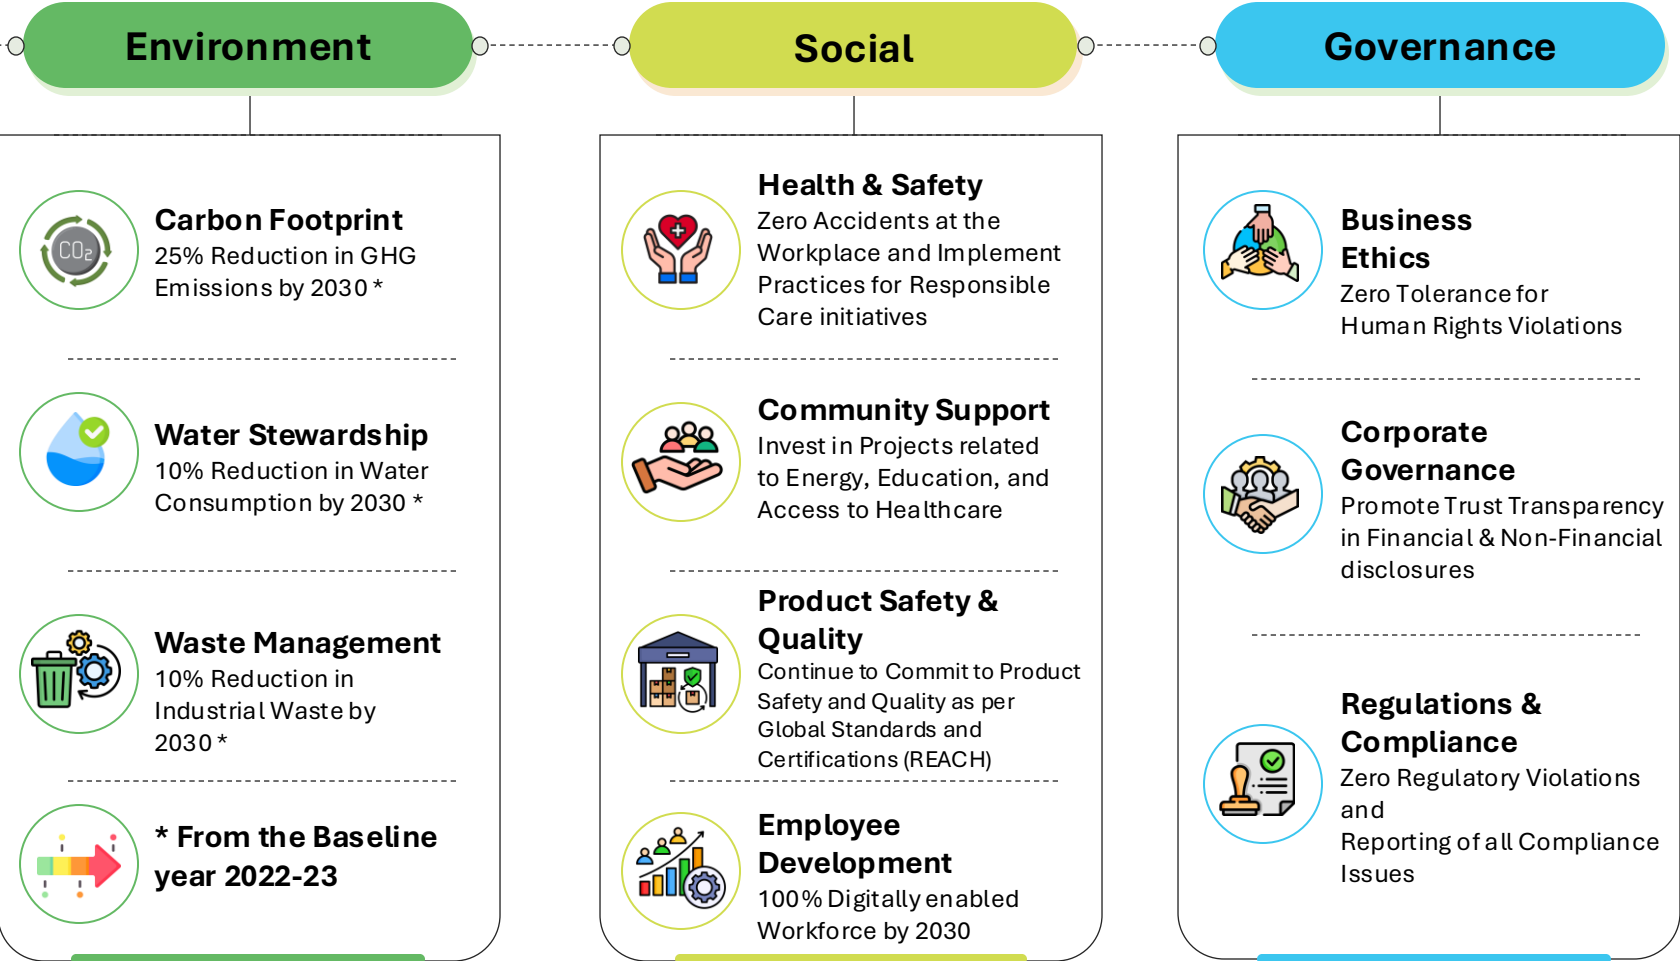 Environment
Carbon Footprint
25% Reduction in GHG
Emissions by 2030 *
Water Stewardship
10% Reduction in Water
Consumption by 2030 *
Waste Management
10% Reduction in
Industrial Waste by
2030 *
* From the Baseline
year 2022-23
Social
Health & Safety
Zero Accidents at the
Workplace and Implement
Practices for Responsible
Care initiatives
Community Support
Invest in Projects related
to Energy, Education, and
Access to Healthcare
Product Safety &
Quality
Continue to Commit to Product
Safety and Quality as per
Global Standards and
Certifications (REACH)
Employee
Development
100% Digitally enabled
Workforce by 2030
Governance
Business
Ethics
Zero Tolerance for
Human Rights Violations
Corporate
Governance
Promote Trust Transparency
in Financial & Non-Financial
disclosures
Regulations &
Compliance
Zero Regulatory Violations
and
Reporting of all Compliance
Issues
CO2